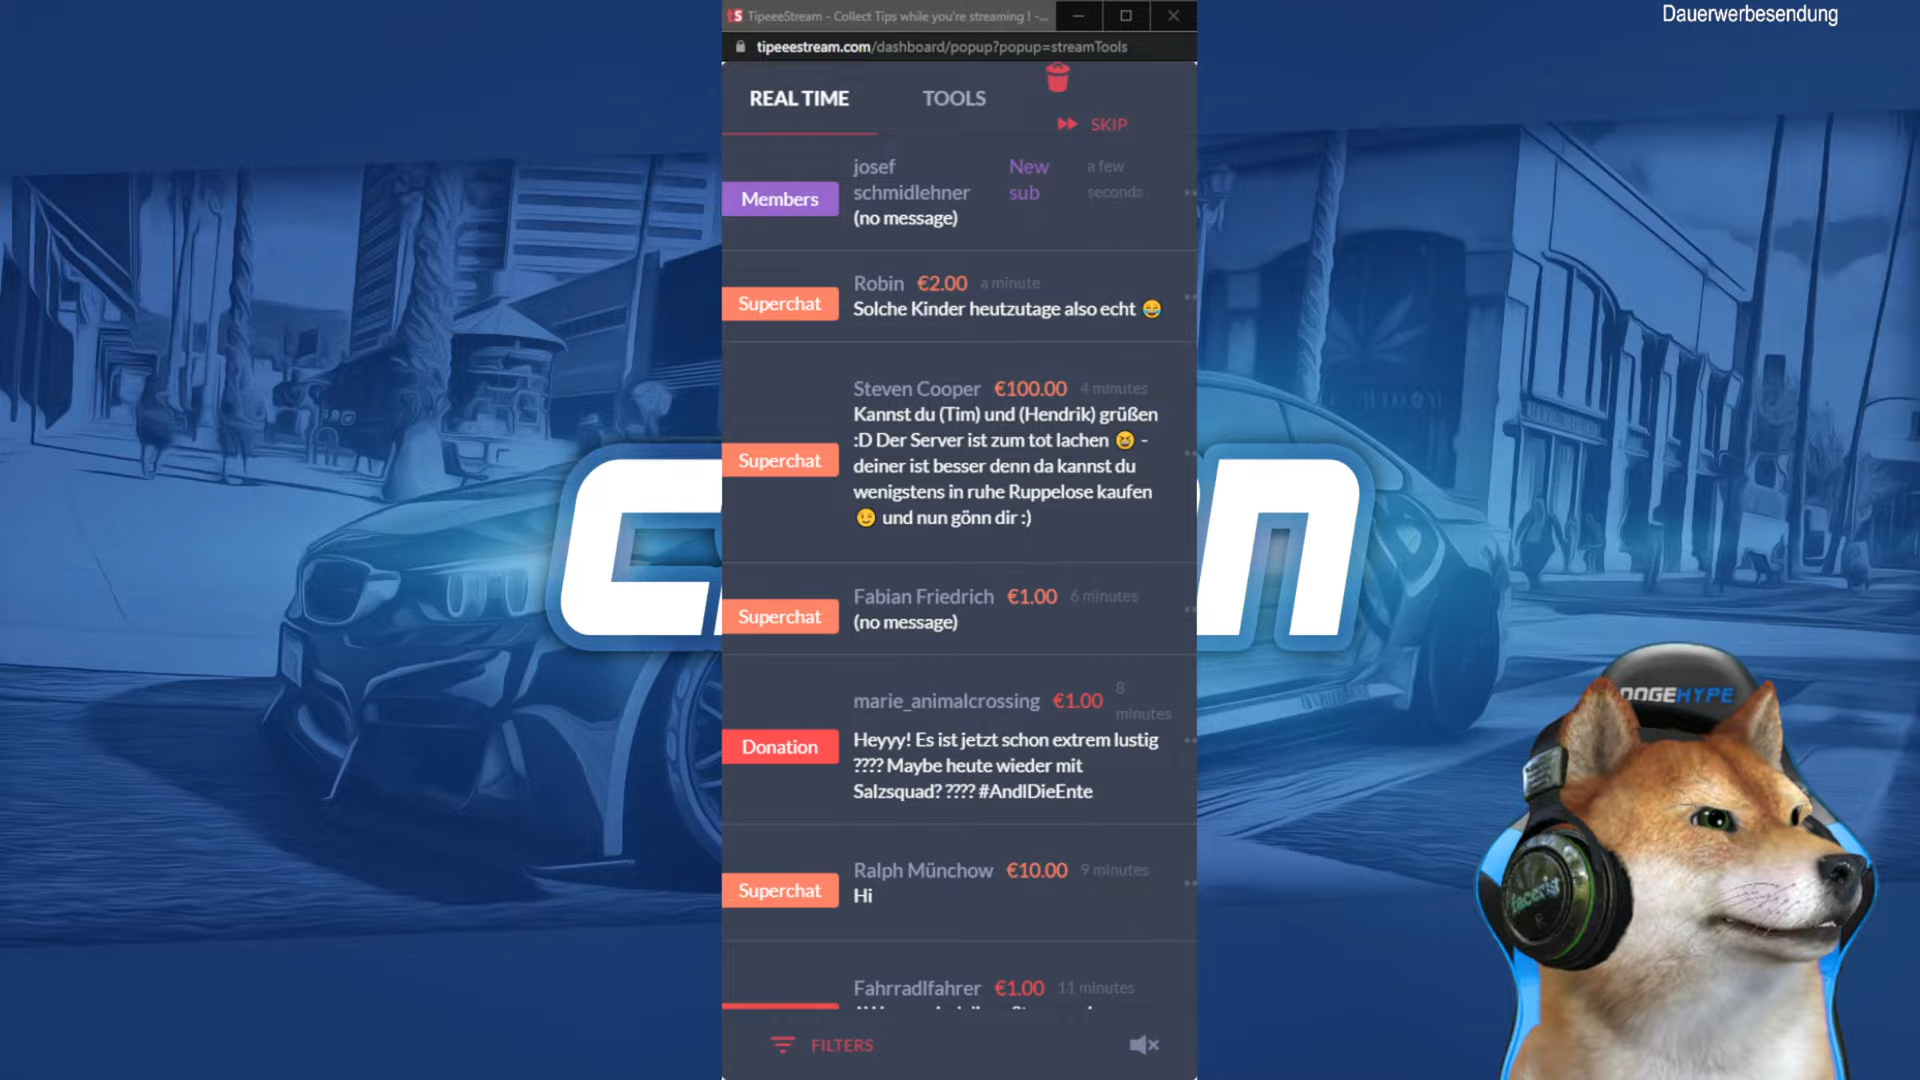 TipeeeStream - Collect Tips while you're streaming ! -...
Dauerwerbesendung
tipeeestream.com/dashboard/popup?popup=streamTools
REAL TIME
TOOLS
SKIP
Members
josef
schmidlehner
New
sub
a few
seconds
(no message)
Superchat
Robin €2.00 a minute
Solche Kinder heutzutage also echt 😂
Superchat
Steven Cooper €100.00 4 minutes
Kannst du (Tim) und (Hendrik) grüßen
:D Der Server ist zum tot lachen 😆 -
deiner ist besser denn da kannst du
wenigstens in ruhe Ruppelose kaufen
😉 und nun gönn dir :)
Superchat
Fabian Friedrich €1.00 6 minutes
(no message)
Donation
marie_animalcrossing €1.00 8
minutes
Heyyy! Es ist jetzt schon extrem lustig
???? Maybe heute wieder mit
Salzsquad? ???? #AndIDieEnte
Superchat
Ralph Münchow €10.00 9 minutes
Hi
Fahrradlfahrer €1.00 11 minutes
FILTERS
DOGEHYPE